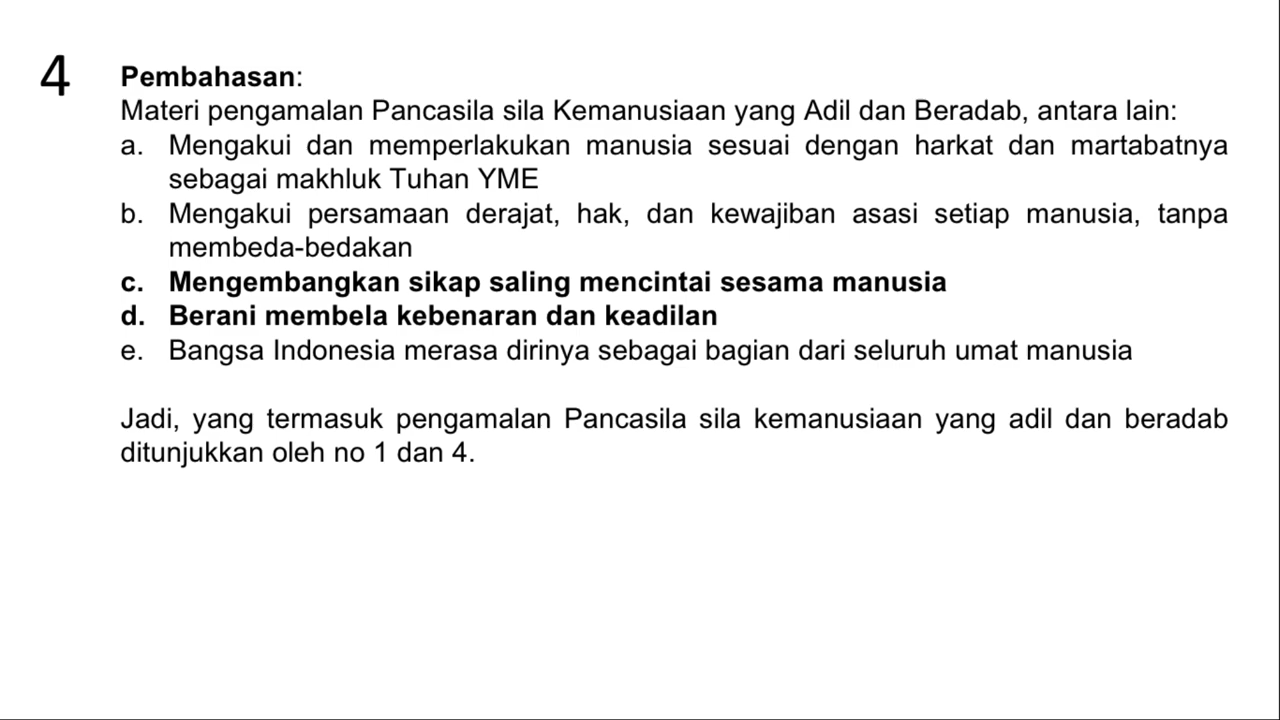 4
Pembahasan:
Materi pengamalan Pancasila sila Kemanusiaan yang Adil dan Beradab, antara lain:
a. Mengakui dan memperlakukan manusia sesuai dengan harkat dan martabatnya
sebagai makhluk Tuhan YME
b. Mengakui persamaan derajat, hak, dan kewajiban asasi setiap manusia, tanpa
membeda-bedakan
c. Mengembangkan sikap saling mencintai sesama manusia
d. Berani membela kebenaran dan keadilan
e. Bangsa Indonesia merasa dirinya sebagai bagian dari seluruh umat manusia
Jadi, yang termasuk pengamalan Pancasila sila kemanusiaan yang adil dan beradab
ditunjukkan oleh no 1 dan 4.